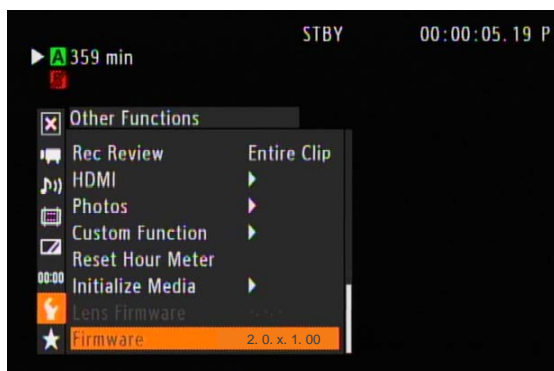 STBY 00:00:05.19 P
A 359 min
Other Functions
Rec Review Entire Clip
HDMI
Photos
Custom Function
Reset Hour Meter
00:00
Initialize Media
Lens Firmware -.-.-.-
Firmware 2. 0. x. 1. 00